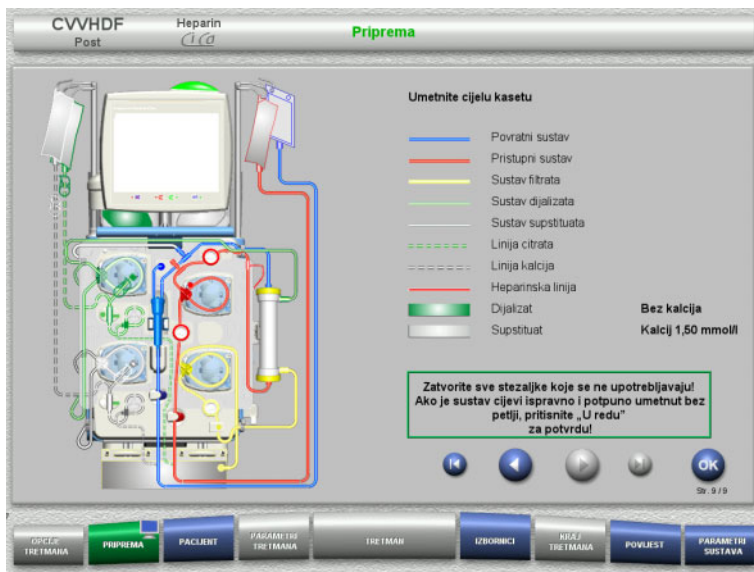 CVVHDF
Post
Heparin
Ci Ca
Priprema
Umetnite cijelu kasetu
Povratni sustav
Pristupni sustav
Sustav filtrata
Sustav dijalizata
Sustav supstituata
Linija citrata
Linija kalcija
Heparinska linija
Dijalizat Bez kalcija
Supstituat Kalcij 1,50 mmol/l
Zatvorite sve stezaljke koje se ne upotrebljavaju!
Ako je sustav cijevi ispravno i potpuno umetnut bez
petlji, pritisnite „U redu”
za potvrdu!
OK
Str. 9 / 9
OPCIJE
TRETMANA
PRIPREMA
PACIJENT
PARAMETRI
TRETMANA
TRETMAN
IZBORNICI
KRAJ
TRETMANA
POVIJEST
PARAMETRI
SUSTAVA